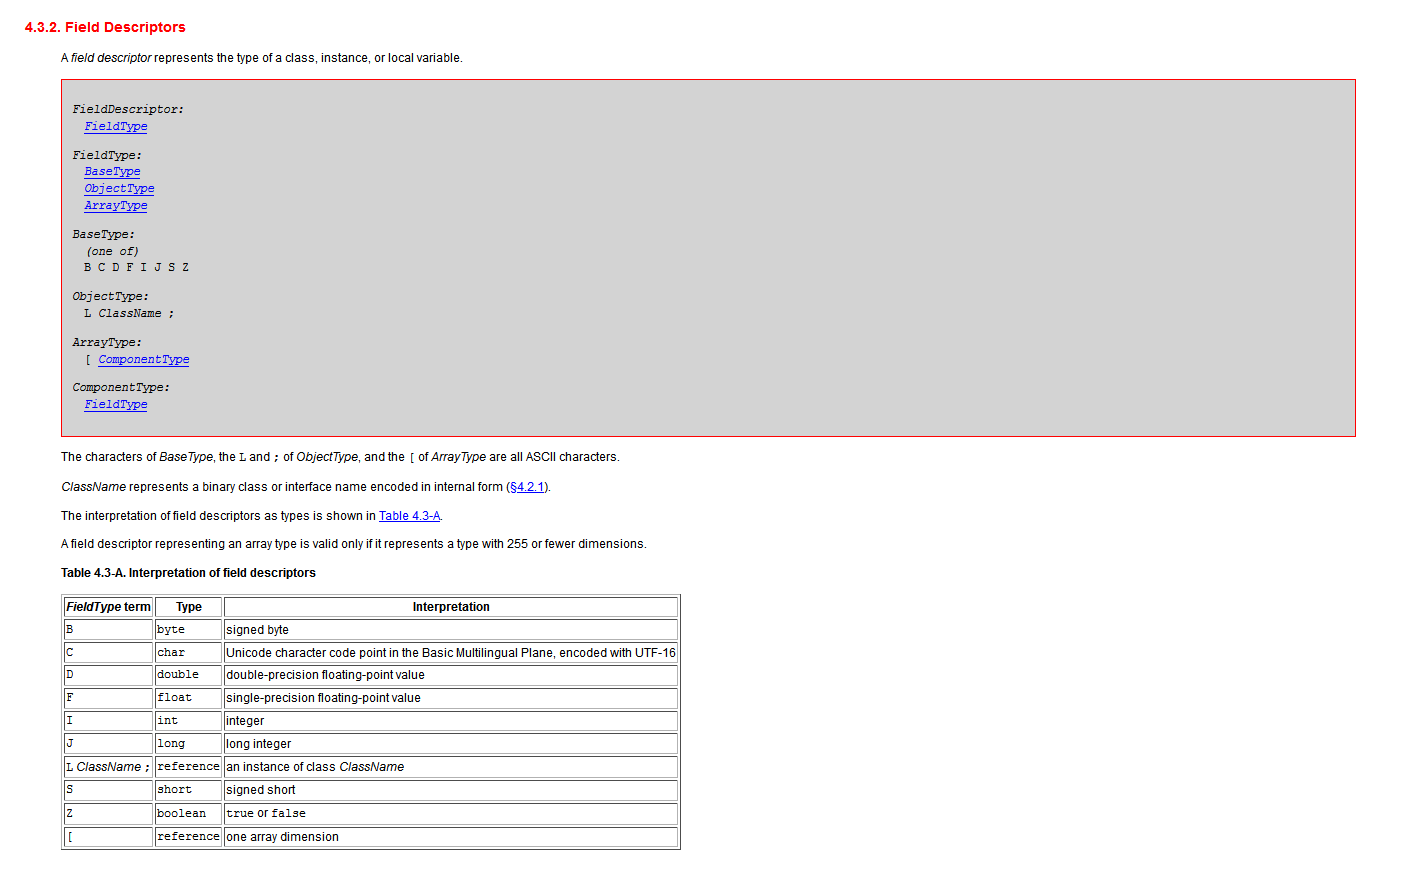 4.3.2. Field Descriptors
A field descriptor represents the type of a class, instance, or local variable.
FieldDescriptor:
FieldType
FieldType:
BaseType
ObjectType
ArrayType
BaseType:
(one of)
B C D F I J S Z
ObjectType:
L ClassName ;
ArrayType:
[ ComponentType
ComponentType:
FieldType
The characters of BaseType, the L and ; of ObjectType, and the [ of ArrayType are all ASCII characters.
ClassName represents a binary class or interface name encoded in internal form (§4.2.1).
The interpretation of field descriptors as types is shown in Table 4.3-A.
A field descriptor representing an array type is valid only if it represents a type with 255 or fewer dimensions.
Table 4.3-A. Interpretation of field descriptors
FieldType term Type Interpretation
B byte signed byte
C char Unicode character code point in the Basic Multilingual Plane, encoded with UTF-16
D double double-precision floating-point value
F float single-precision floating-point value
I int integer
J long long integer
L ClassName ; reference an instance of class ClassName
S short signed short
Z boolean true or false
[ reference one array dimension